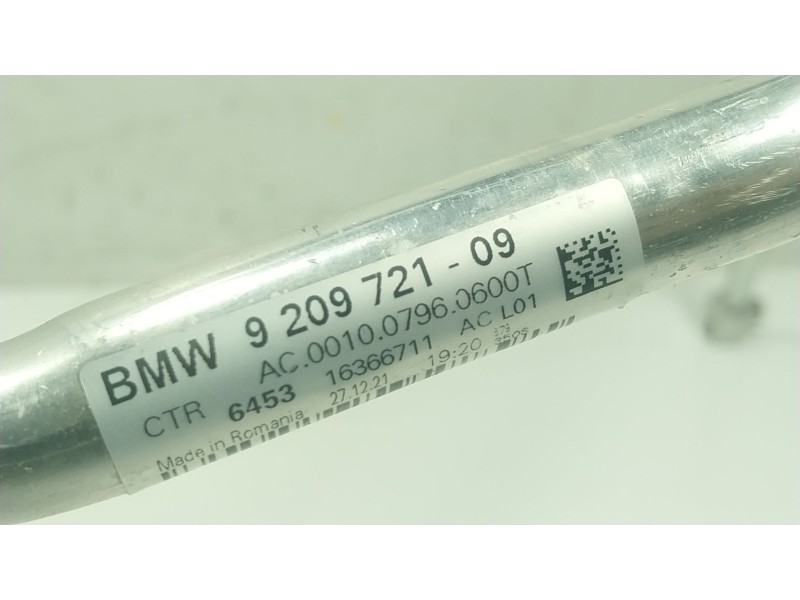 BMW 9 209 721 - 09
AC.0010.0796.0600T
CTR 6453 16366711 AC L01
Made in Romania 27.12.21 19:20